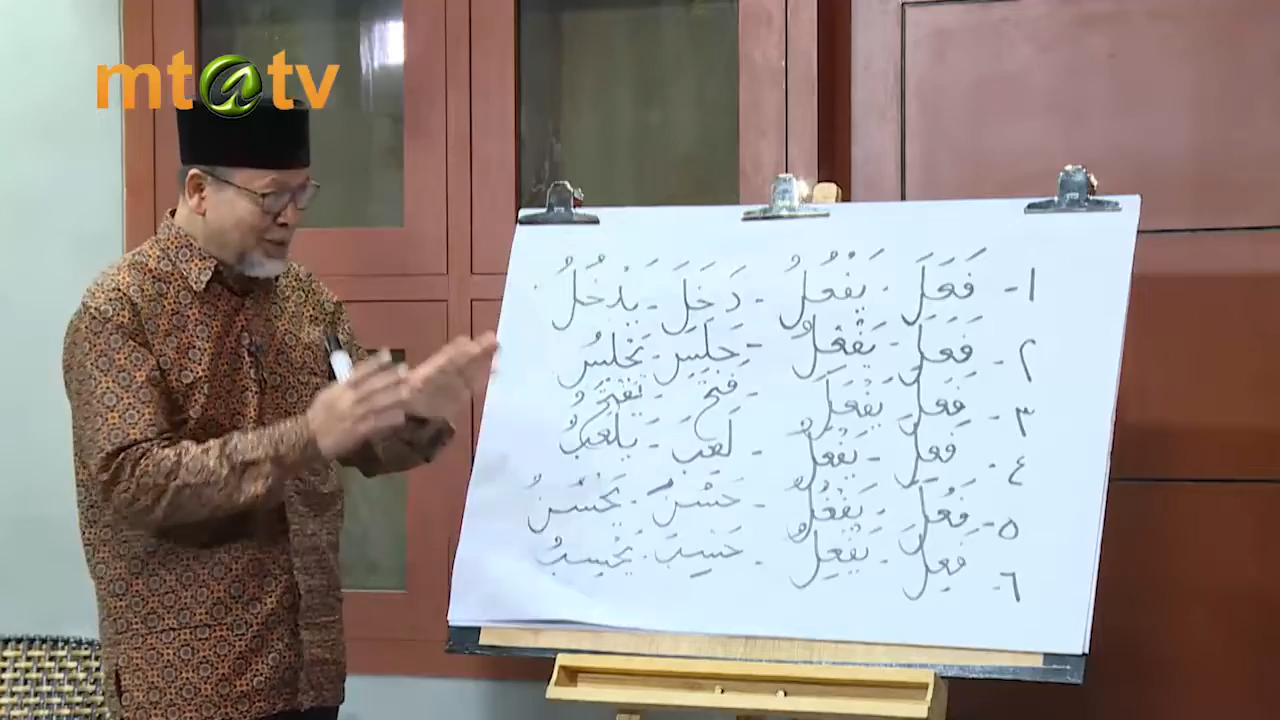 mt@tv
١- فَعَلَ - يَفْعُلُ - دَخَلَ - يَدْخُلُ
٢- فَعَلَ - يَفْعِلُ - جَلَسَ - يَجْلِسُ
٣- فَعَلَ - يَفْعَلُ - فَتَحَ - يَفْتَحُ
٤- فَعِلَ - يَفْعَلُ - لَعِبَ - يَلْعَبُ
٥- فَعُلَ - يَفْعُلُ - حَسُنَ - يَحْسُنُ
٦- فَعِلَ - يَفْعِلُ - حَسِبَ - يَحْسِبُ